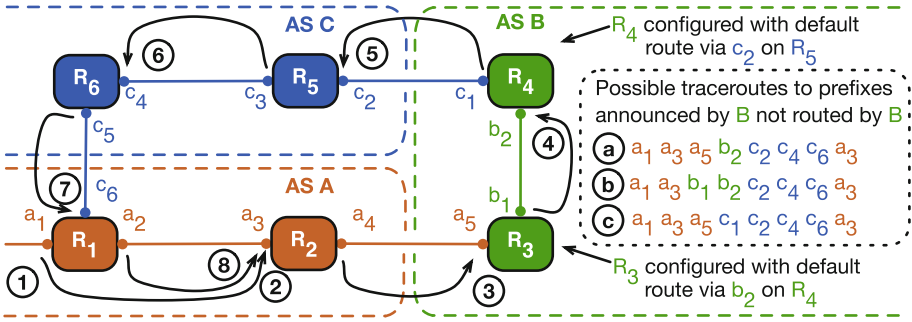 AS C
AS B
R4 configured with default
route via c2 on R5
6
5
R6
R5
R4
c4
c3
c2
c1
Possible traceroutes to prefixes
announced by B not routed by B
c5
b2
4
a a1 a3 a5 b2 c2 c4 c6 a3
7
c6
AS A
b1
b a1 a3 b1 b2 c2 c4 c6 a3
a1
a2
a3
a4
a5
c a1 a3 a5 c1 c2 c4 c6 a3
R1
R2
R3
1
8
2
3
R3 configured with default
route via b2 on R4